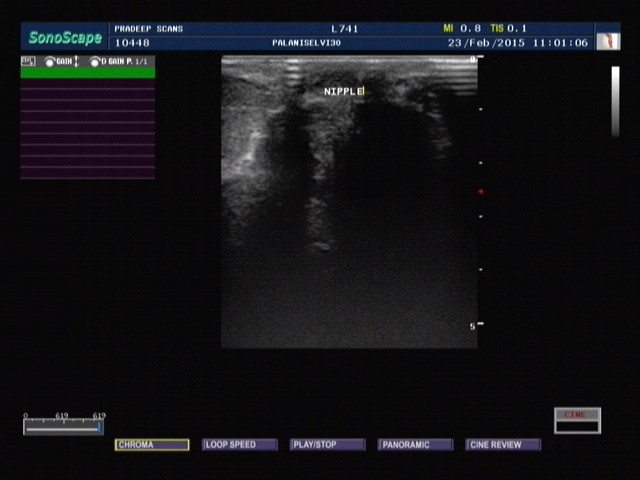 SonoScape
PRADEEP SCANS L741 MI 0.8 TIS 0.1
10448 PALANISELVI30 23/Feb/2015 11:01:06
GAIN D GAIN P. 1/1
0
NIPPLE
5
0 619 619
CINE
CHROMA LOOP SPEED PLAY/STOP PANORAMIC CINE REVIEW